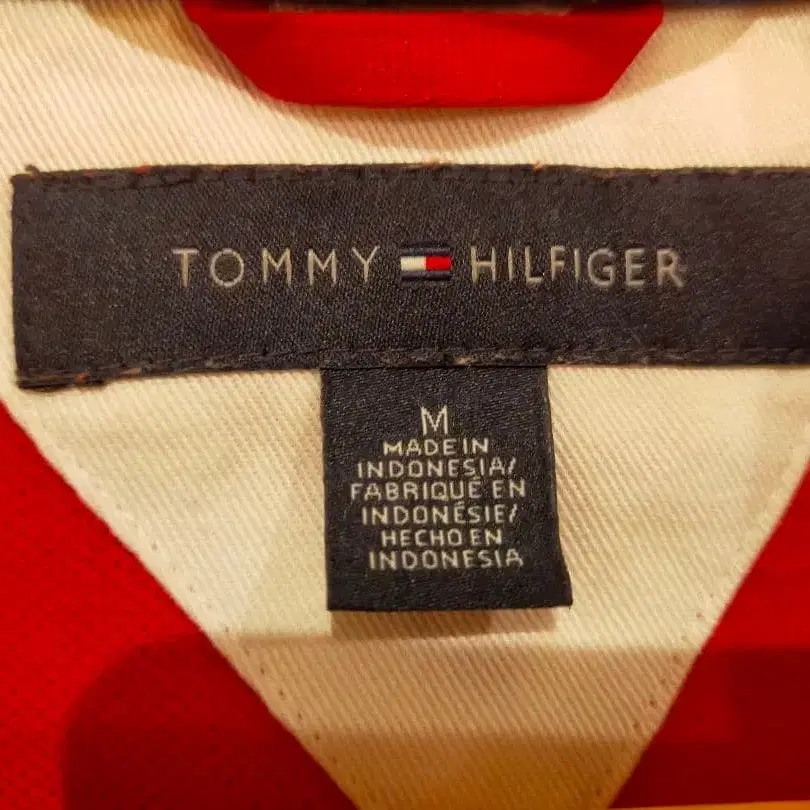 TOMMY HILFIGER
M
MADE IN
INDONESIA/
FABRIQUÉ EN
INDONÉSIE/
HECHO EN
INDONESIA